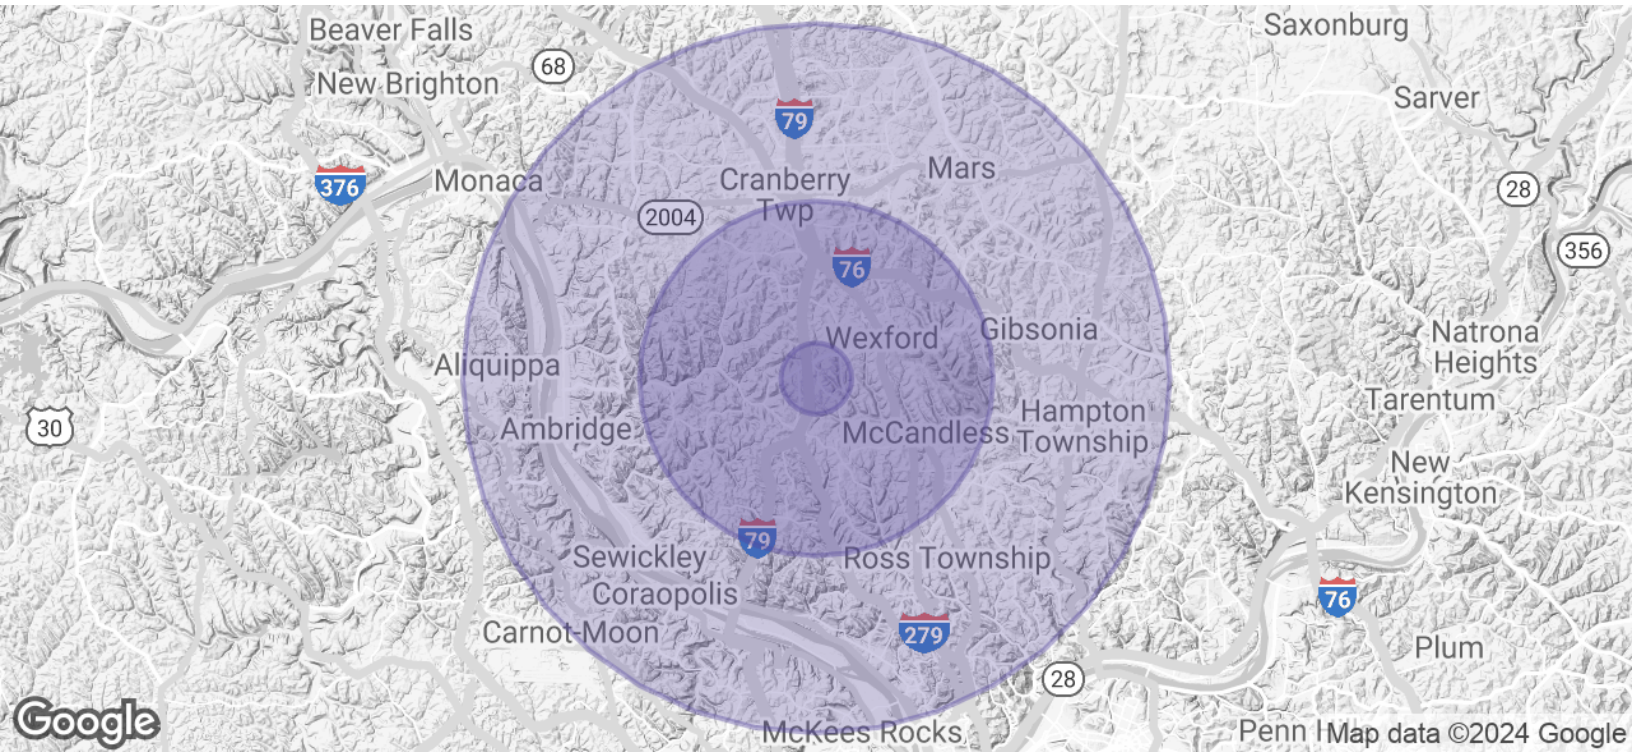 Beaver Falls
Saxonburg
68
New Brighton
Sarver
79
Mars
Monaca
376
Cranberry
Twp
28
2004
356
76
Gibsonia
Wexford
Natrona
Heights
Aliquippa
Tarentum
Hampton
Township
30
Ambridge
McCandless
New
Kensington
79
Sewickley
Ross Township
Coraopolis
76
Carnot-Moon
279
Plum
28
Google
McKees Rocks
Penn
Map data ©2024 Google